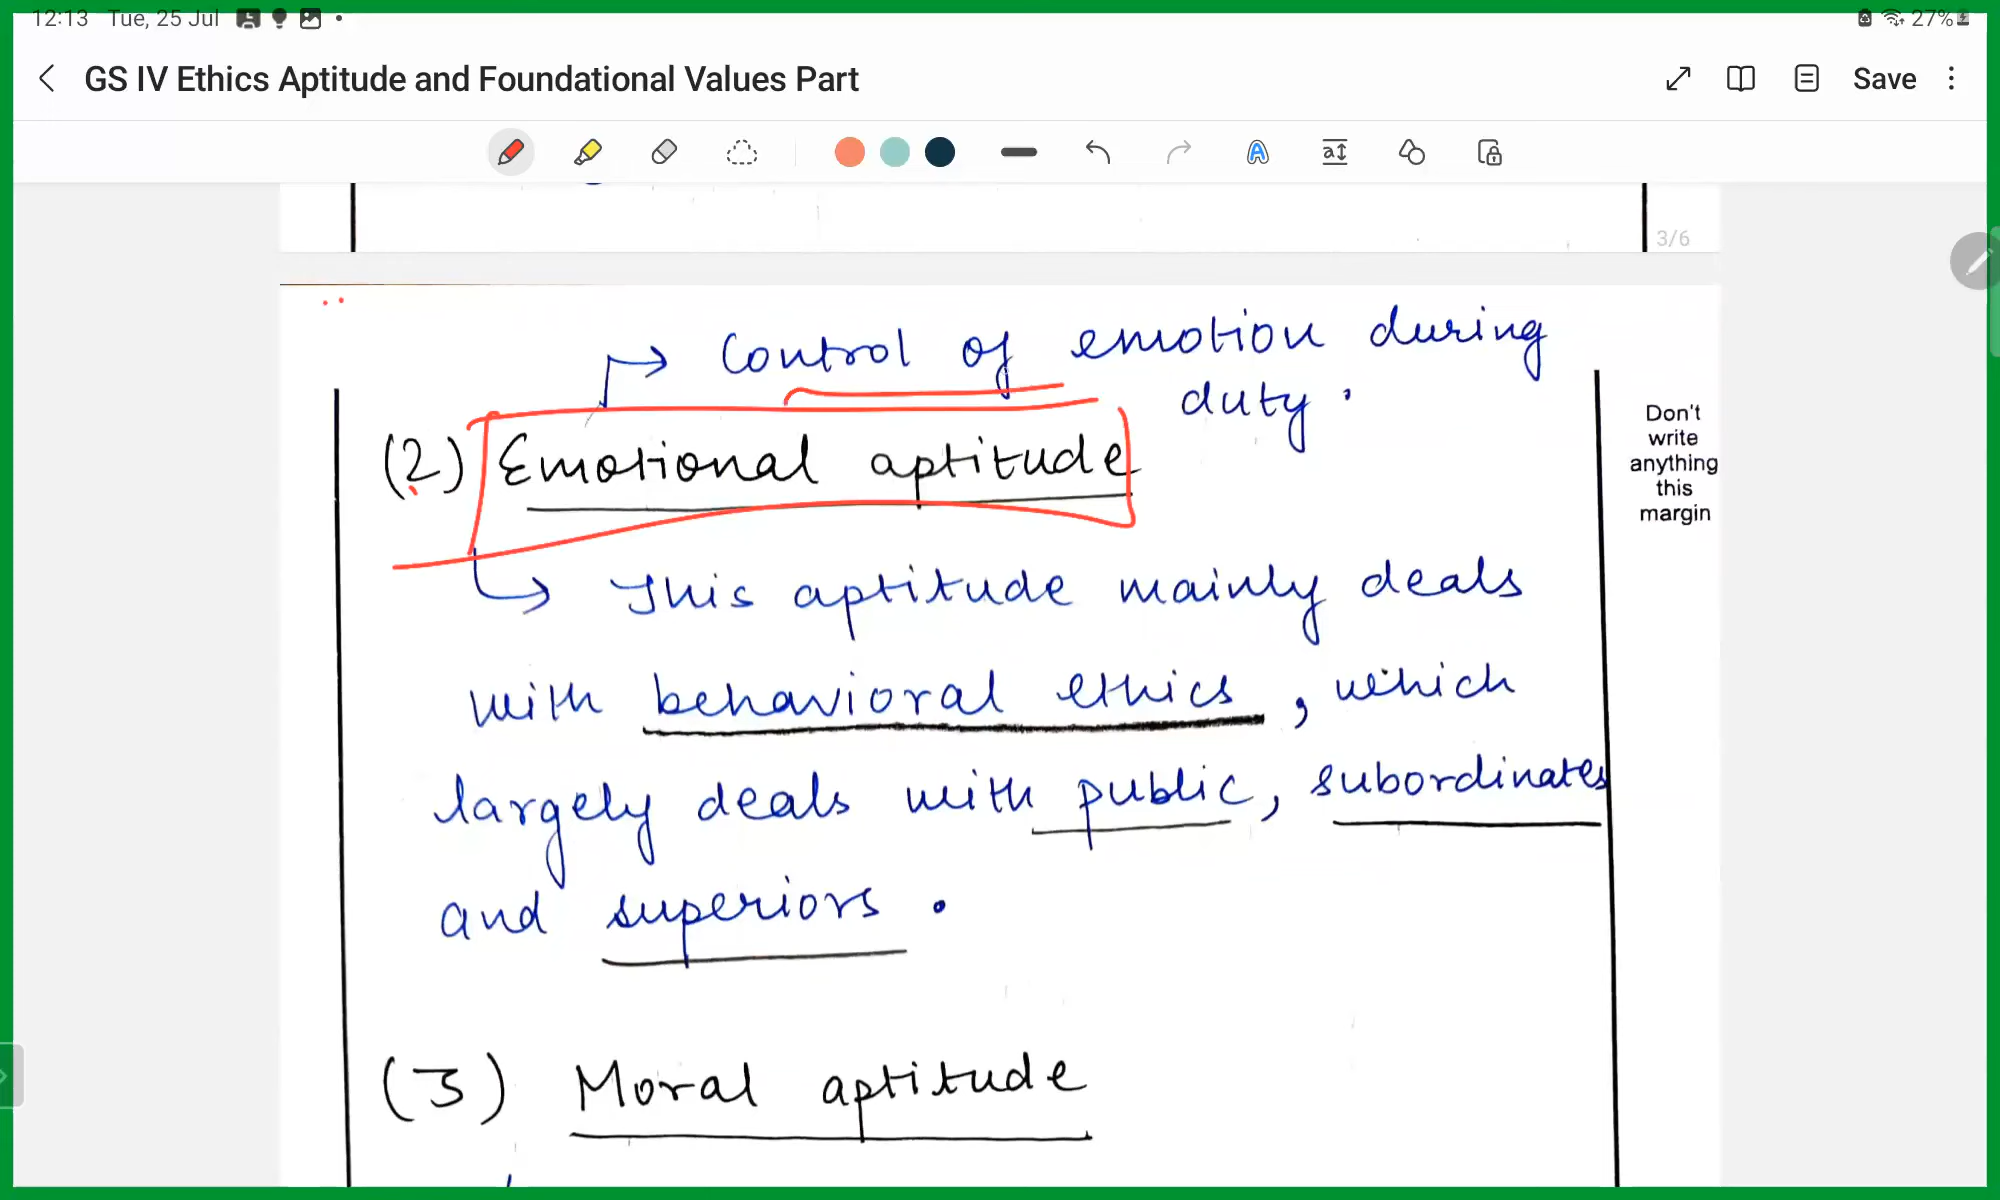 12:13 Tue, 25 Jul
27%
GS IV Ethics Aptitude and Foundational Values Part
Save
3/6
Control of emotion during
duty.
(2) Emotional aptitude
Don't
write
anything
this
margin
This aptitude mainly deals
with behavioral ethics, which
largely deals with public, subordinates
and superiors.
(3) Moral aptitude